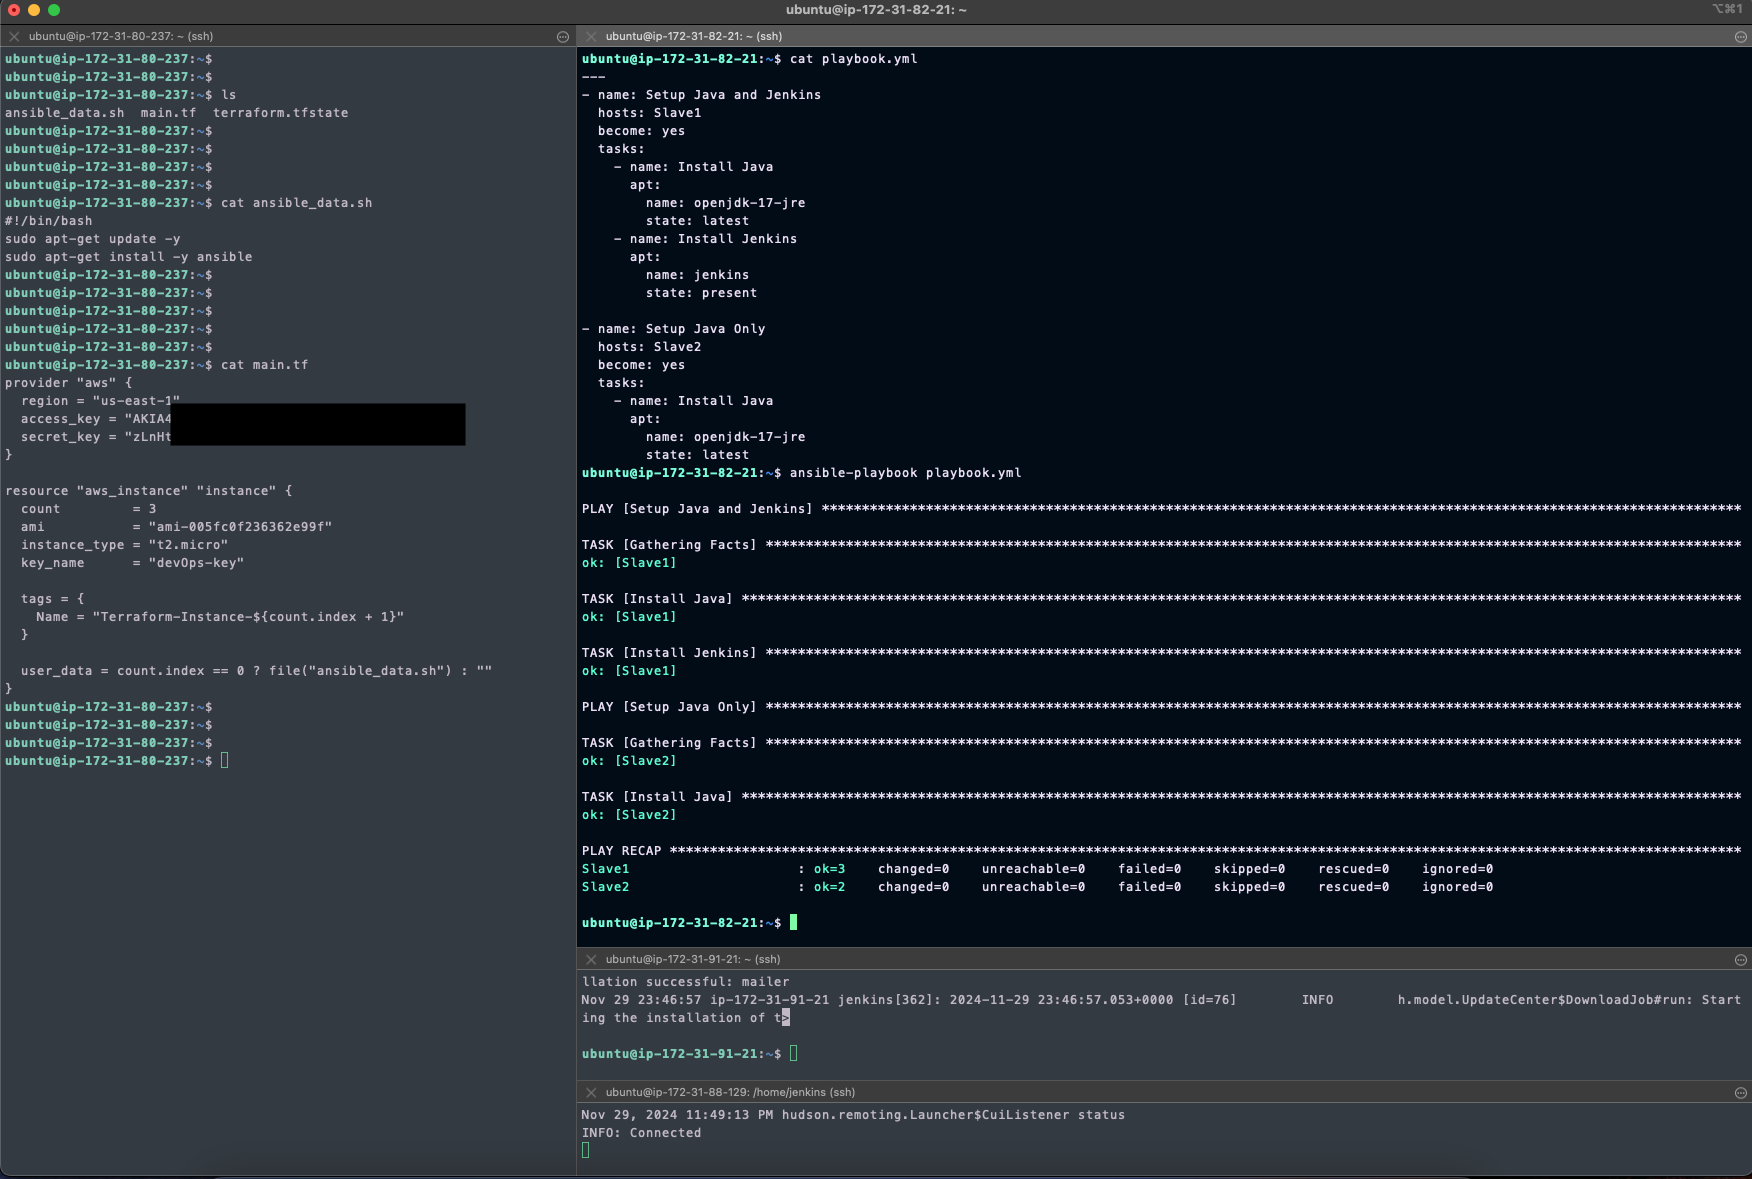 ubuntu@ip-172-31-82-21: ~
⌥⌘1
ubuntu@ip-172-31-80-237: ~ (ssh)
ubuntu@ip-172-31-80-237:~$
ubuntu@ip-172-31-80-237:~$
ubuntu@ip-172-31-80-237:~$ ls
ansible_data.sh  main.tf  terraform.tfstate
ubuntu@ip-172-31-80-237:~$
ubuntu@ip-172-31-80-237:~$
ubuntu@ip-172-31-80-237:~$
ubuntu@ip-172-31-80-237:~$
ubuntu@ip-172-31-80-237:~$ cat ansible_data.sh
#!/bin/bash
sudo apt-get update -y
sudo apt-get install -y ansible
ubuntu@ip-172-31-80-237:~$
ubuntu@ip-172-31-80-237:~$
ubuntu@ip-172-31-80-237:~$
ubuntu@ip-172-31-80-237:~$
ubuntu@ip-172-31-80-237:~$
ubuntu@ip-172-31-80-237:~$ cat main.tf
provider "aws" {
  region = "us-east-1"
  access_key = "AKIA4
  secret_key = "zLnHt
}

resource "aws_instance" "instance" {
  count         = 3
  ami           = "ami-005fc0f236362e99f"
  instance_type = "t2.micro"
  key_name      = "devOps-key"

  tags = {
    Name = "Terraform-Instance-${count.index + 1}"
  }

  user_data = count.index == 0 ? file("ansible_data.sh") : ""
}
ubuntu@ip-172-31-80-237:~$
ubuntu@ip-172-31-80-237:~$
ubuntu@ip-172-31-80-237:~$
ubuntu@ip-172-31-80-237:~$
ubuntu@ip-172-31-82-21: ~ (ssh)
ubuntu@ip-172-31-82-21:~$ cat playbook.yml
---
- name: Setup Java and Jenkins
  hosts: Slave1
  become: yes
  tasks:
    - name: Install Java
      apt:
        name: openjdk-17-jre
        state: latest
    - name: Install Jenkins
      apt:
        name: jenkins
        state: present

- name: Setup Java Only
  hosts: Slave2
  become: yes
  tasks:
    - name: Install Java
      apt:
        name: openjdk-17-jre
        state: latest
ubuntu@ip-172-31-82-21:~$ ansible-playbook playbook.yml

PLAY [Setup Java and Jenkins] *******************************************************************************************************************

TASK [Gathering Facts] **************************************************************************************************************************
ok: [Slave1]

TASK [Install Java] *****************************************************************************************************************************
ok: [Slave1]

TASK [Install Jenkins] **************************************************************************************************************************
ok: [Slave1]

PLAY [Setup Java Only] **************************************************************************************************************************

TASK [Gathering Facts] **************************************************************************************************************************
ok: [Slave2]

TASK [Install Java] *****************************************************************************************************************************
ok: [Slave2]

PLAY RECAP **************************************************************************************************************************************
Slave1                     : ok=3    changed=0    unreachable=0    failed=0    skipped=0    rescued=0    ignored=0
Slave2                     : ok=2    changed=0    unreachable=0    failed=0    skipped=0    rescued=0    ignored=0

ubuntu@ip-172-31-82-21:~$
ubuntu@ip-172-31-91-21: ~ (ssh)
llation successful: mailer
Nov 29 23:46:57 ip-172-31-91-21 jenkins[362]: 2024-11-29 23:46:57.053+0000 [id=76]        INFO        h.model.UpdateCenter$DownloadJob#run: Start
ing the installation of t>

ubuntu@ip-172-31-91-21:~$
ubuntu@ip-172-31-88-129: /home/jenkins (ssh)
Nov 29, 2024 11:49:13 PM hudson.remoting.Launcher$CuiListener status
INFO: Connected